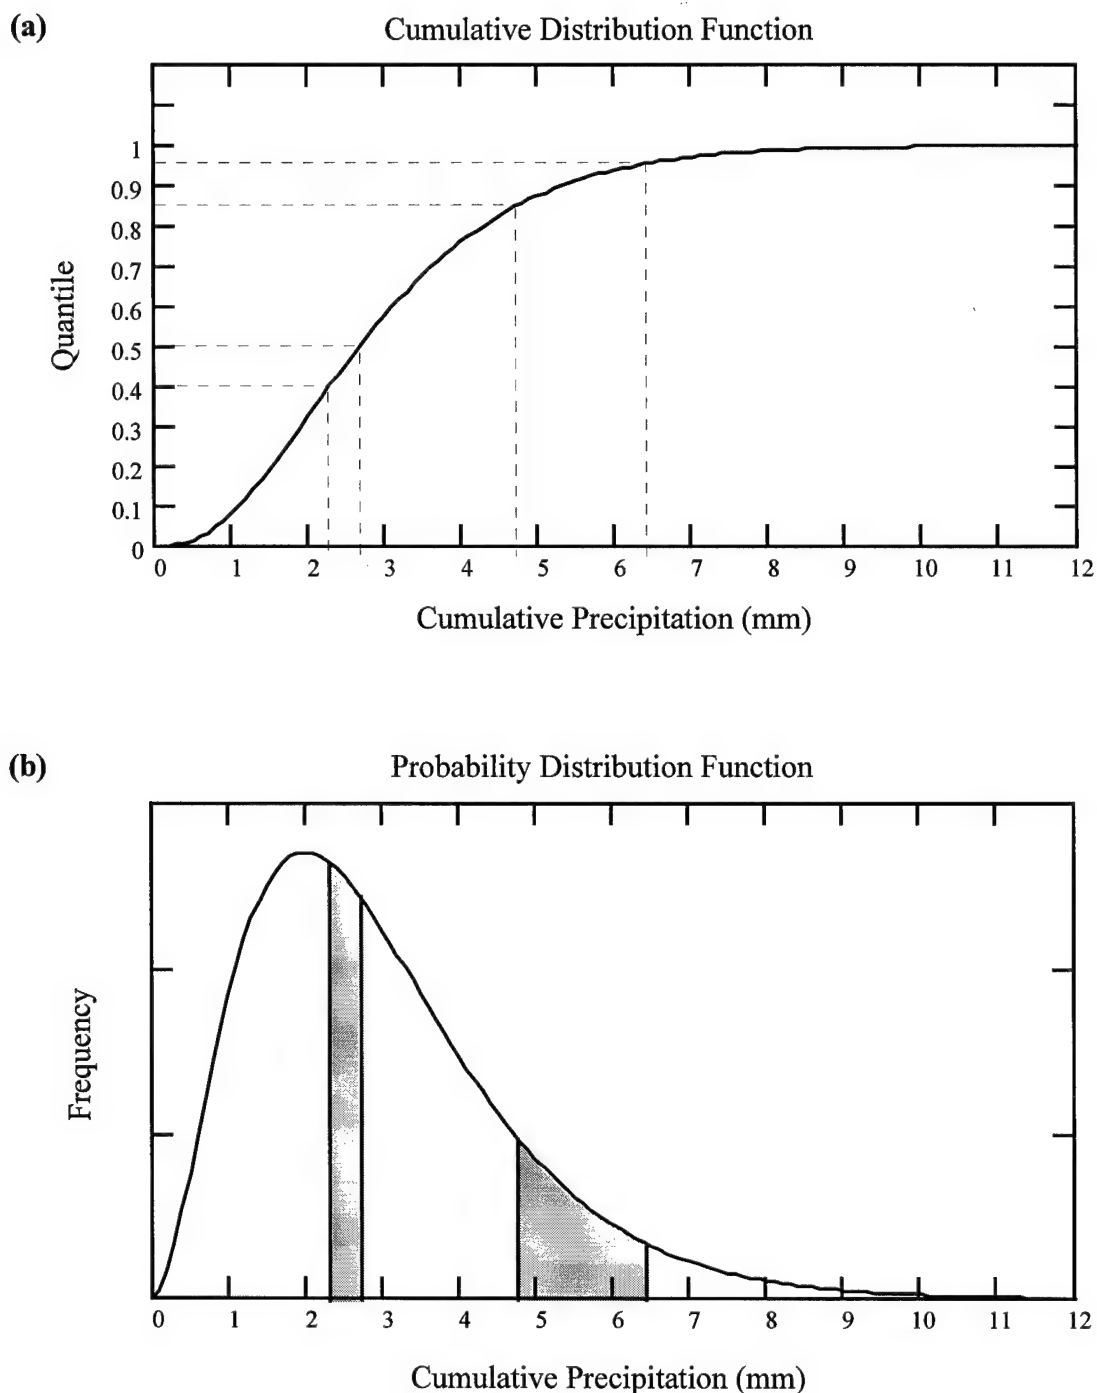 (a)
Cumulative Distribution Function
1
0.9
0.8
0.7
0.6
0.5
0.4
0.3
0.2
0.1
0
Quantile
0 1 2 3 4 5 6 7 8 9 10 11 12
Cumulative Precipitation (mm)
(b)
Probability Distribution Function
Frequency
0 1 2 3 4 5 6 7 8 9 10 11 12
Cumulative Precipitation (mm)